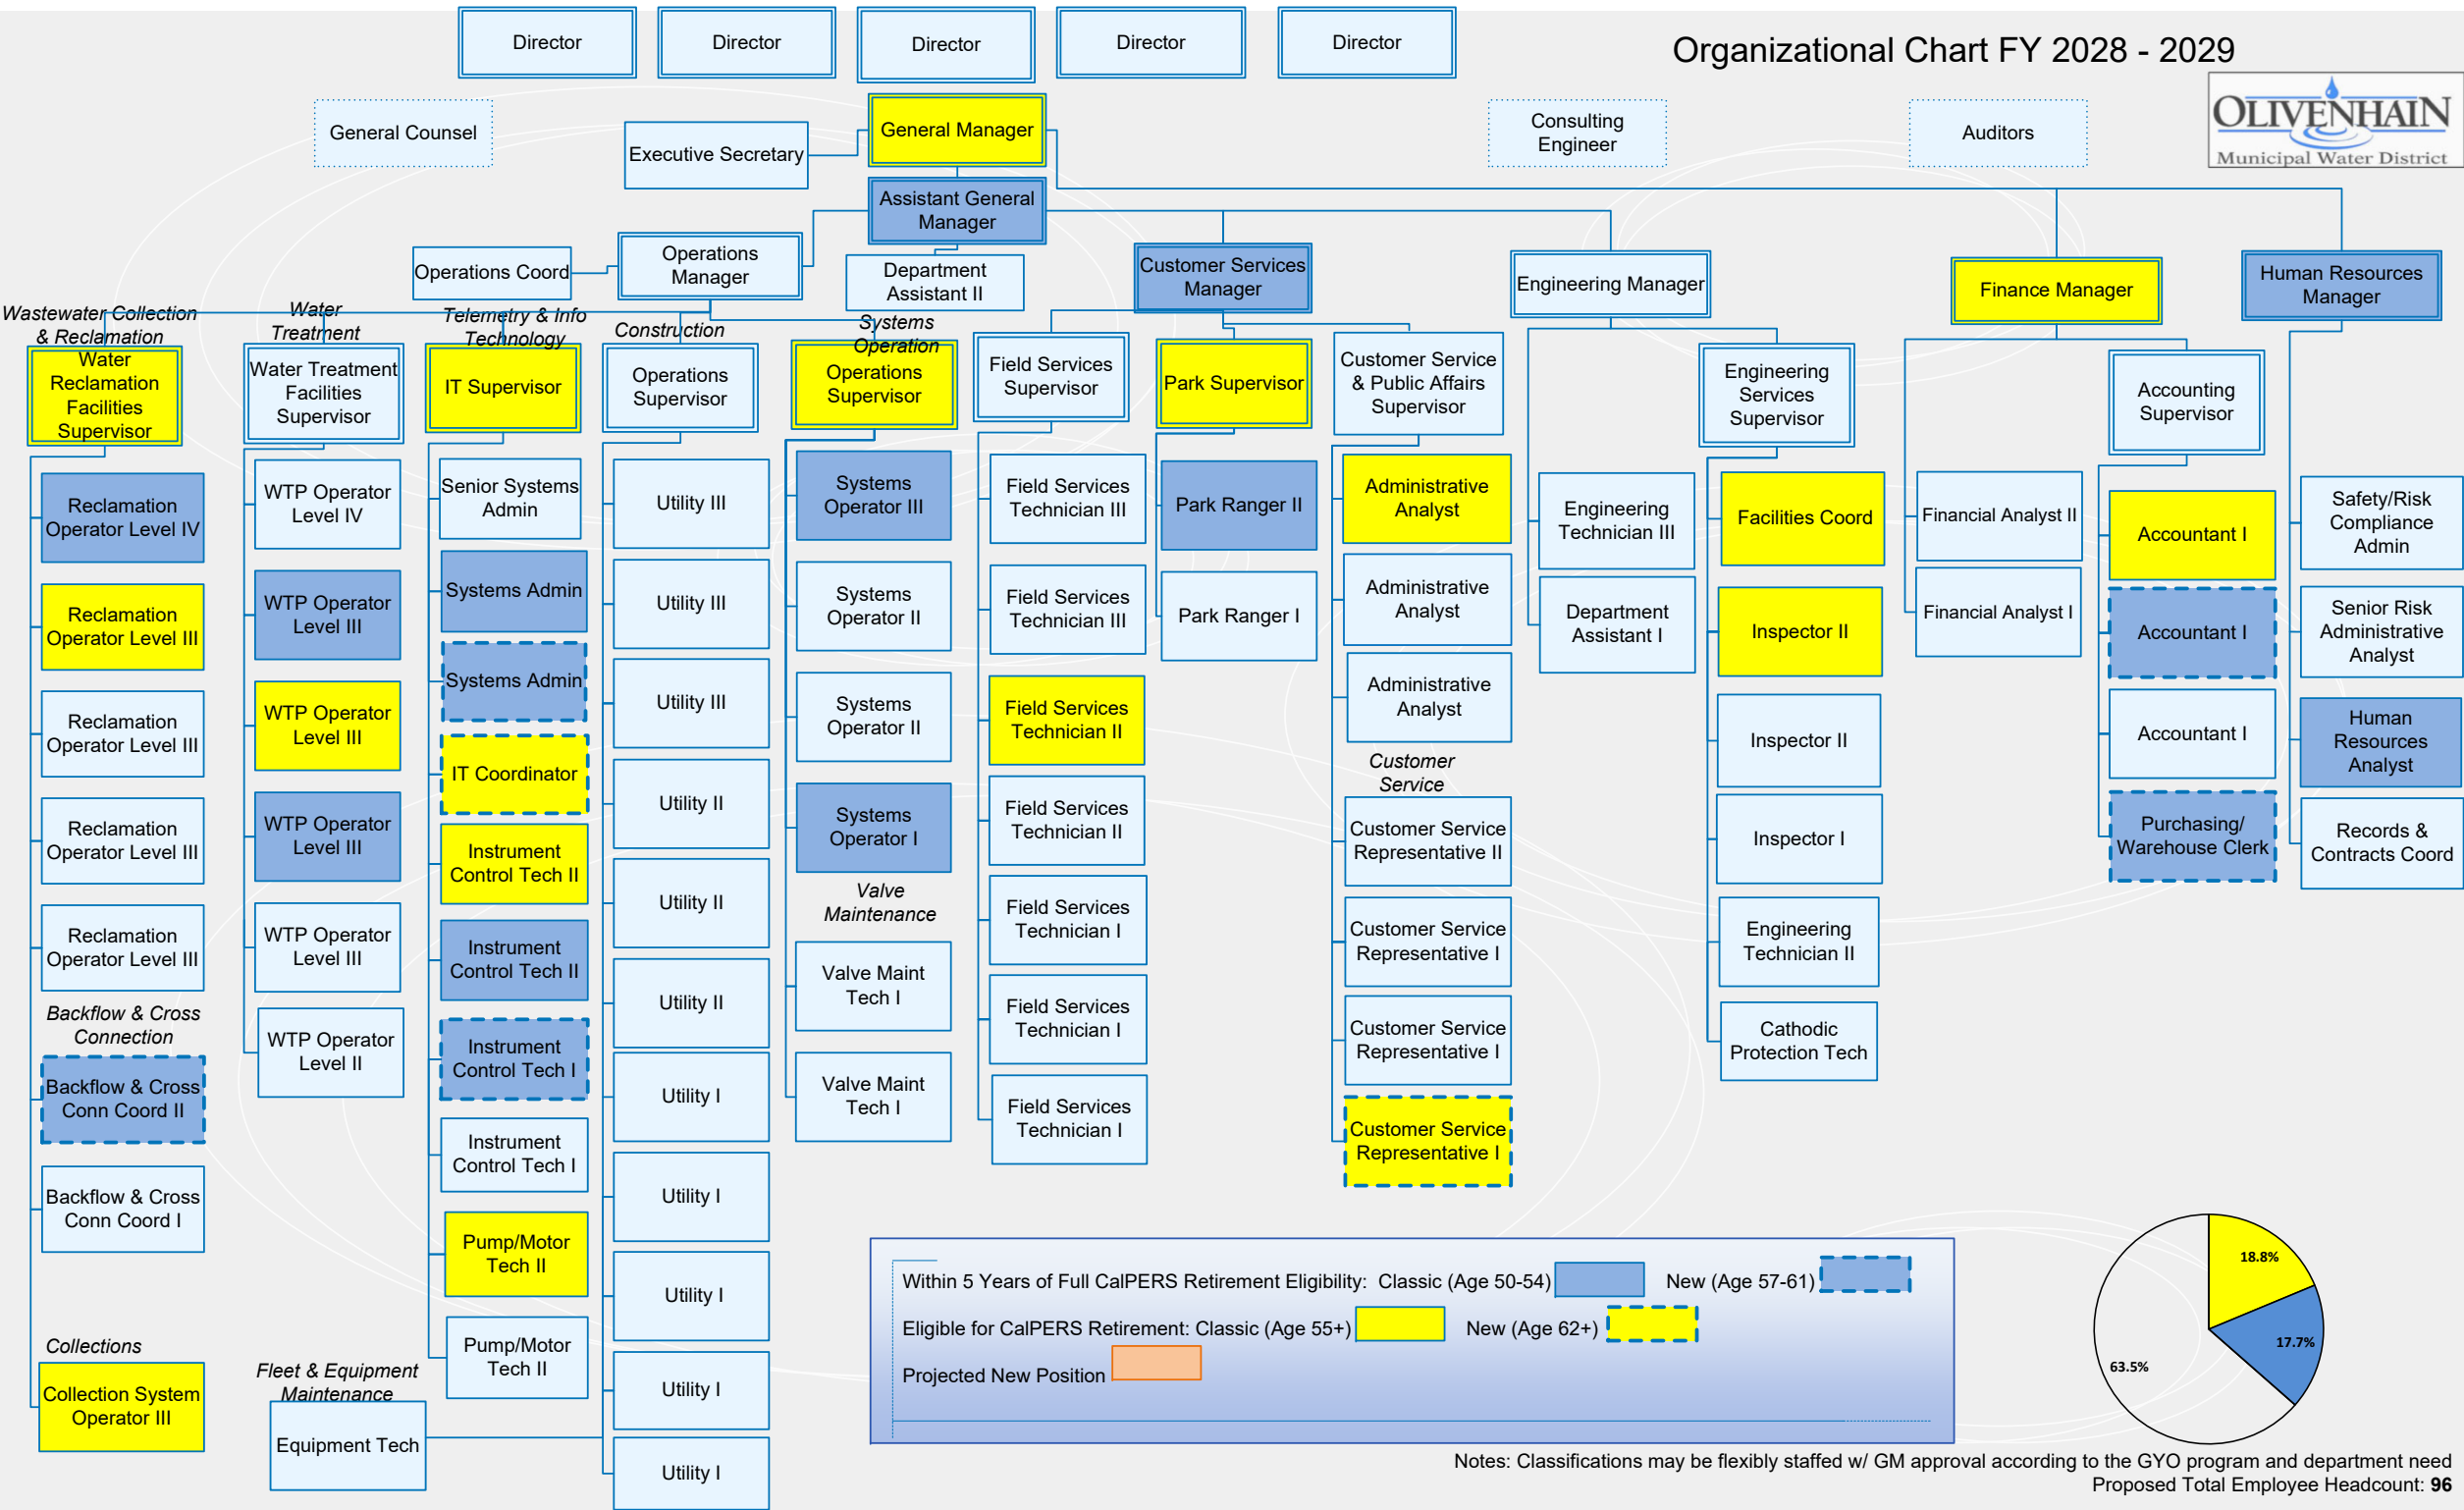 Director
Director
Director
Director
Director
Organizational Chart FY 2028 - 2029
OLIVENHAIN
Municipal Water District
General Counsel
Executive Secretary
General Manager
Consulting
Engineer
Auditors
Assistant General
Manager
Operations Coord
Operations
Manager
Department
Assistant II
Customer Services
Manager
Engineering Manager
Finance Manager
Human Resources
Manager
Wastewater Collection
& Reclamation
Water
Reclamation
Facilities
Supervisor
Reclamation
Operator Level IV
Reclamation
Operator Level III
Reclamation
Operator Level III
Reclamation
Operator Level III
Reclamation
Operator Level III
Backflow & Cross
Connection
Backflow & Cross
Conn Coord II
Backflow & Cross
Conn Coord I
Collections
Collection System
Operator III
Water
Treatment
Water Treatment
Facilities
Supervisor
WTP Operator
Level IV
WTP Operator
Level III
WTP Operator
Level III
WTP Operator
Level III
WTP Operator
Level III
WTP Operator
Level II
Fleet & Equipment
Maintenance
Equipment Tech
Telemetry & Info
Technology
IT Supervisor
Senior Systems
Admin
Systems Admin
Systems Admin
IT Coordinator
Instrument
Control Tech II
Instrument
Control Tech II
Instrument
Control Tech I
Instrument
Control Tech I
Pump/Motor
Tech II
Pump/Motor
Tech II
Construction
Operations
Supervisor
Utility III
Utility III
Utility III
Utility II
Utility II
Utility II
Utility I
Utility I
Utility I
Utility I
Utility I
Systems
Operation
Operations
Supervisor
Systems
Operator III
Systems
Operator II
Systems
Operator II
Systems
Operator I
Valve
Maintenance
Valve Maint
Tech I
Valve Maint
Tech I
Field Services
Supervisor
Field Services
Technician III
Field Services
Technician III
Field Services
Technician II
Field Services
Technician II
Field Services
Technician I
Field Services
Technician I
Field Services
Technician I
Park Supervisor
Park Ranger II
Park Ranger I
Customer Service
& Public Affairs
Supervisor
Administrative
Analyst
Administrative
Analyst
Administrative
Analyst
Customer
Service
Customer Service
Representative II
Customer Service
Representative I
Customer Service
Representative I
Customer Service
Representative I
Engineering
Technician III
Department
Assistant I
Engineering
Services
Supervisor
Facilities Coord
Inspector II
Inspector II
Inspector I
Engineering
Technician II
Cathodic
Protection Tech
Financial Analyst II
Financial Analyst I
Accounting
Supervisor
Accountant I
Accountant I
Accountant I
Purchasing/
Warehouse Clerk
Safety/Risk
Compliance
Admin
Senior Risk
Administrative
Analyst
Human
Resources
Analyst
Records &
Contracts Coord
Within 5 Years of Full CalPERS Retirement Eligibility: Classic (Age 50-54) New (Age 57-61)
Eligible for CalPERS Retirement: Classic (Age 55+) New (Age 62+)
Projected New Position
18.8%
17.7%
63.5%
Notes: Classifications may be flexibly staffed w/ GM approval according to the GYO program and department need
Proposed Total Employee Headcount: 96